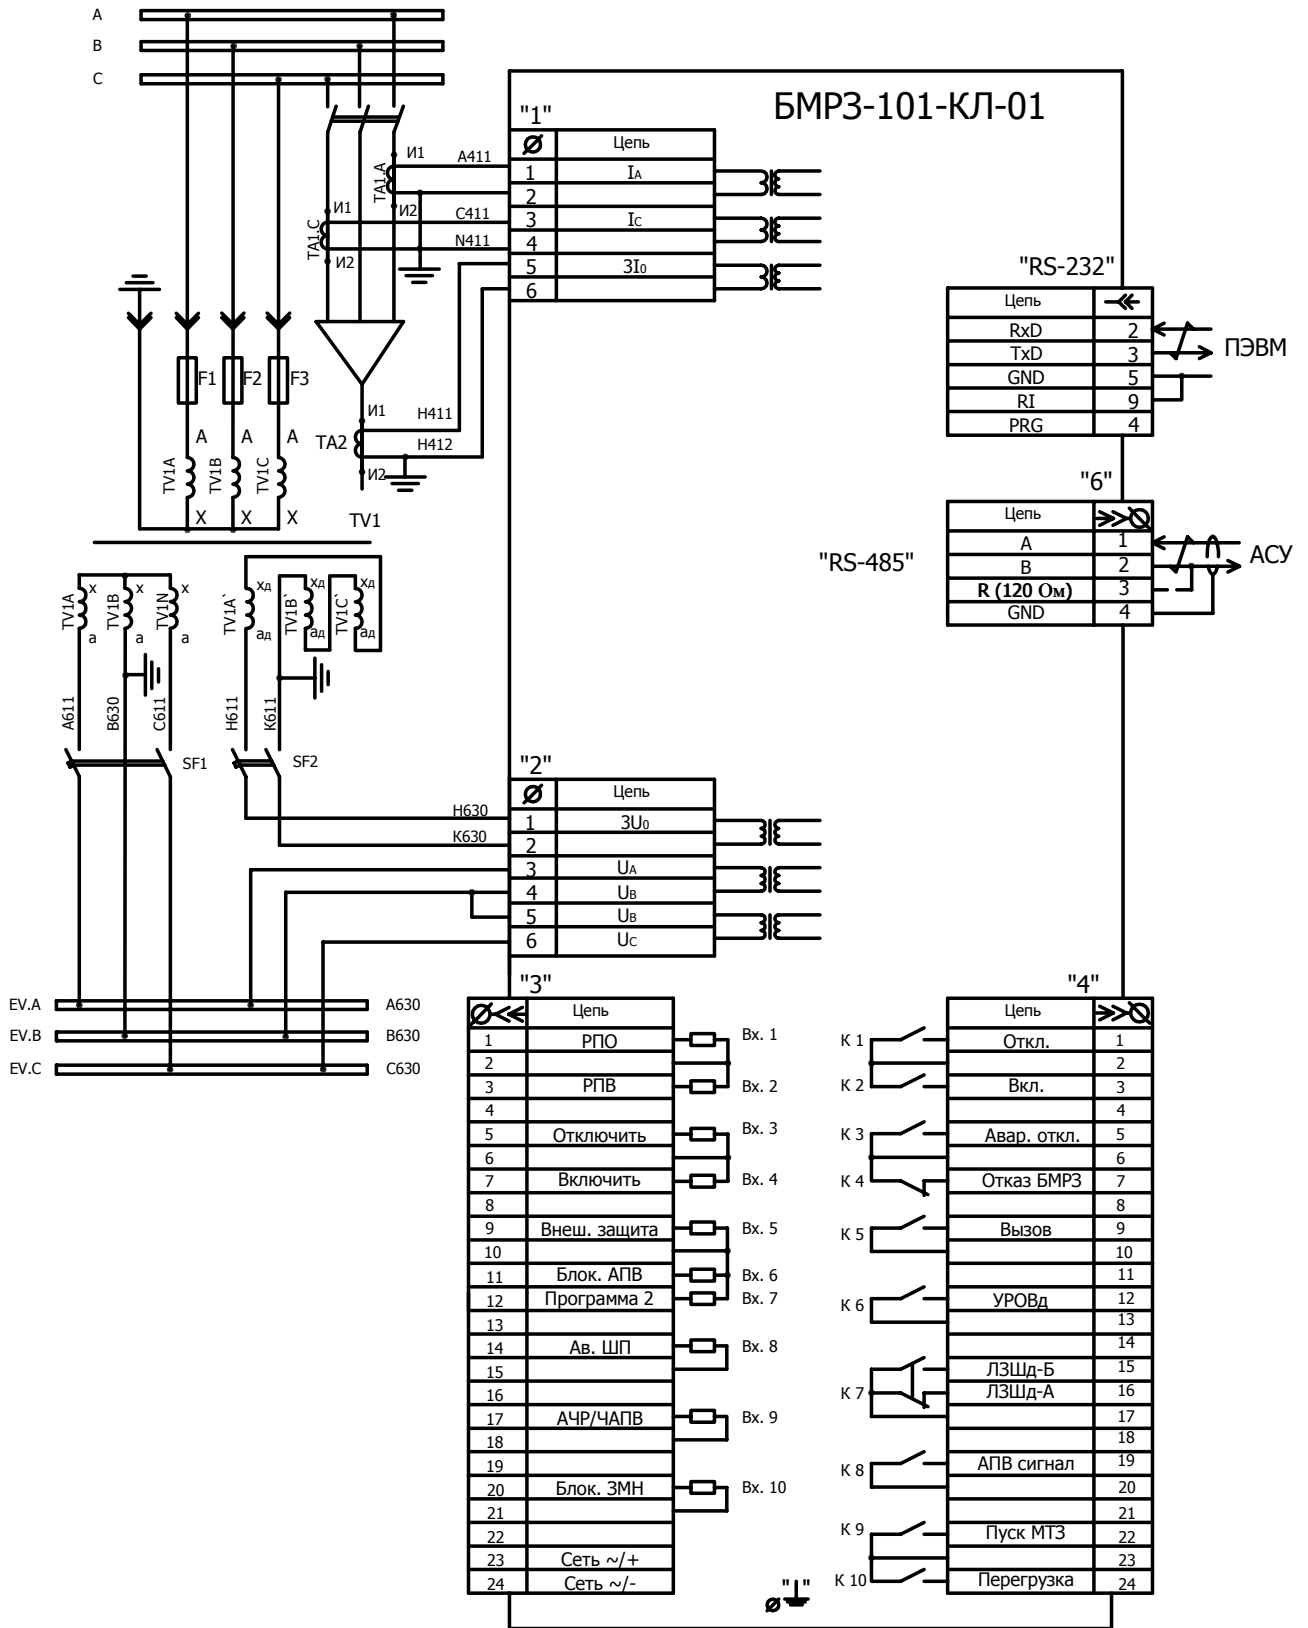 A
B
C
БМРЗ-101-КЛ-01
"1"
Цепь
1 IA
2
3 IC
4
5 3I0
6
И1 A411
TA1.A
И2
И1 C411
TA1.C
N411
И2
"RS-232"
Цепь
RxD 2
TxD 3
GND 5
RI 9
PRG 4
ПЭВМ
F1 F2 F3
И1 H411
TA2
H412
И2
A A A
TV1A TV1B TV1C
X X X
TV1
"6"
"RS-485"
Цепь
A 1
B 2
R (120 Ом) 3
GND 4
АСУ
TV1A x a
TV1B x a
TV1N x a
TV1A` xд aд
TV1B` xд aд
TV1C` xд aд
A611 B630 C611 H611 K611
SF1 SF2
"2"
Цепь
H630 1 3U0
K630 2
3 UA
4 UB
5 UB
6 UC
EV.A A630
EV.B B630
EV.C C630
"3"
Цепь
1 РПО Вх. 1
2
3 РПВ Вх. 2
4
5 Отключить Вх. 3
6
7 Включить Вх. 4
8
9 Внеш. защита Вх. 5
10
11 Блок. АПВ Вх. 6
12 Программа 2 Вх. 7
13
14 Ав. ШП Вх. 8
15
16
17 АЧР/ЧАПВ Вх. 9
18
19
20 Блок. ЗМН Вх. 10
21
22
23 Сеть ~/+
24 Сеть ~/-
"4"
Цепь
К 1 Откл. 1
2
К 2 Вкл. 3
4
К 3 Авар. откл. 5
6
К 4 Отказ БМРЗ 7
8
К 5 Вызов 9
10
11
К 6 УРОВд 12
13
14
ЛЗШд-Б 15
К 7 ЛЗШд-А 16
17
18
К 8 АПВ сигнал 19
20
21
К 9 Пуск МТЗ 22
23
К 10 Перегрузка 24